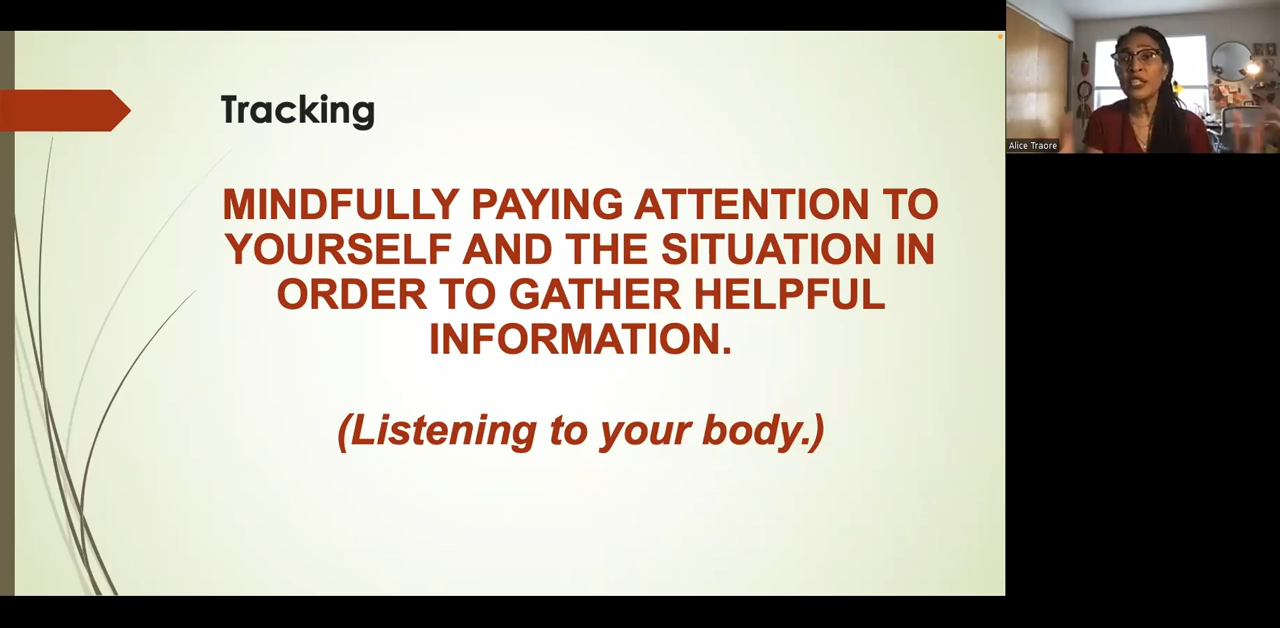 Tracking
MINDFULLY PAYING ATTENTION TO
YOURSELF AND THE SITUATION IN
ORDER TO GATHER HELPFUL
INFORMATION.
(Listening to your body.)
Alice Traore